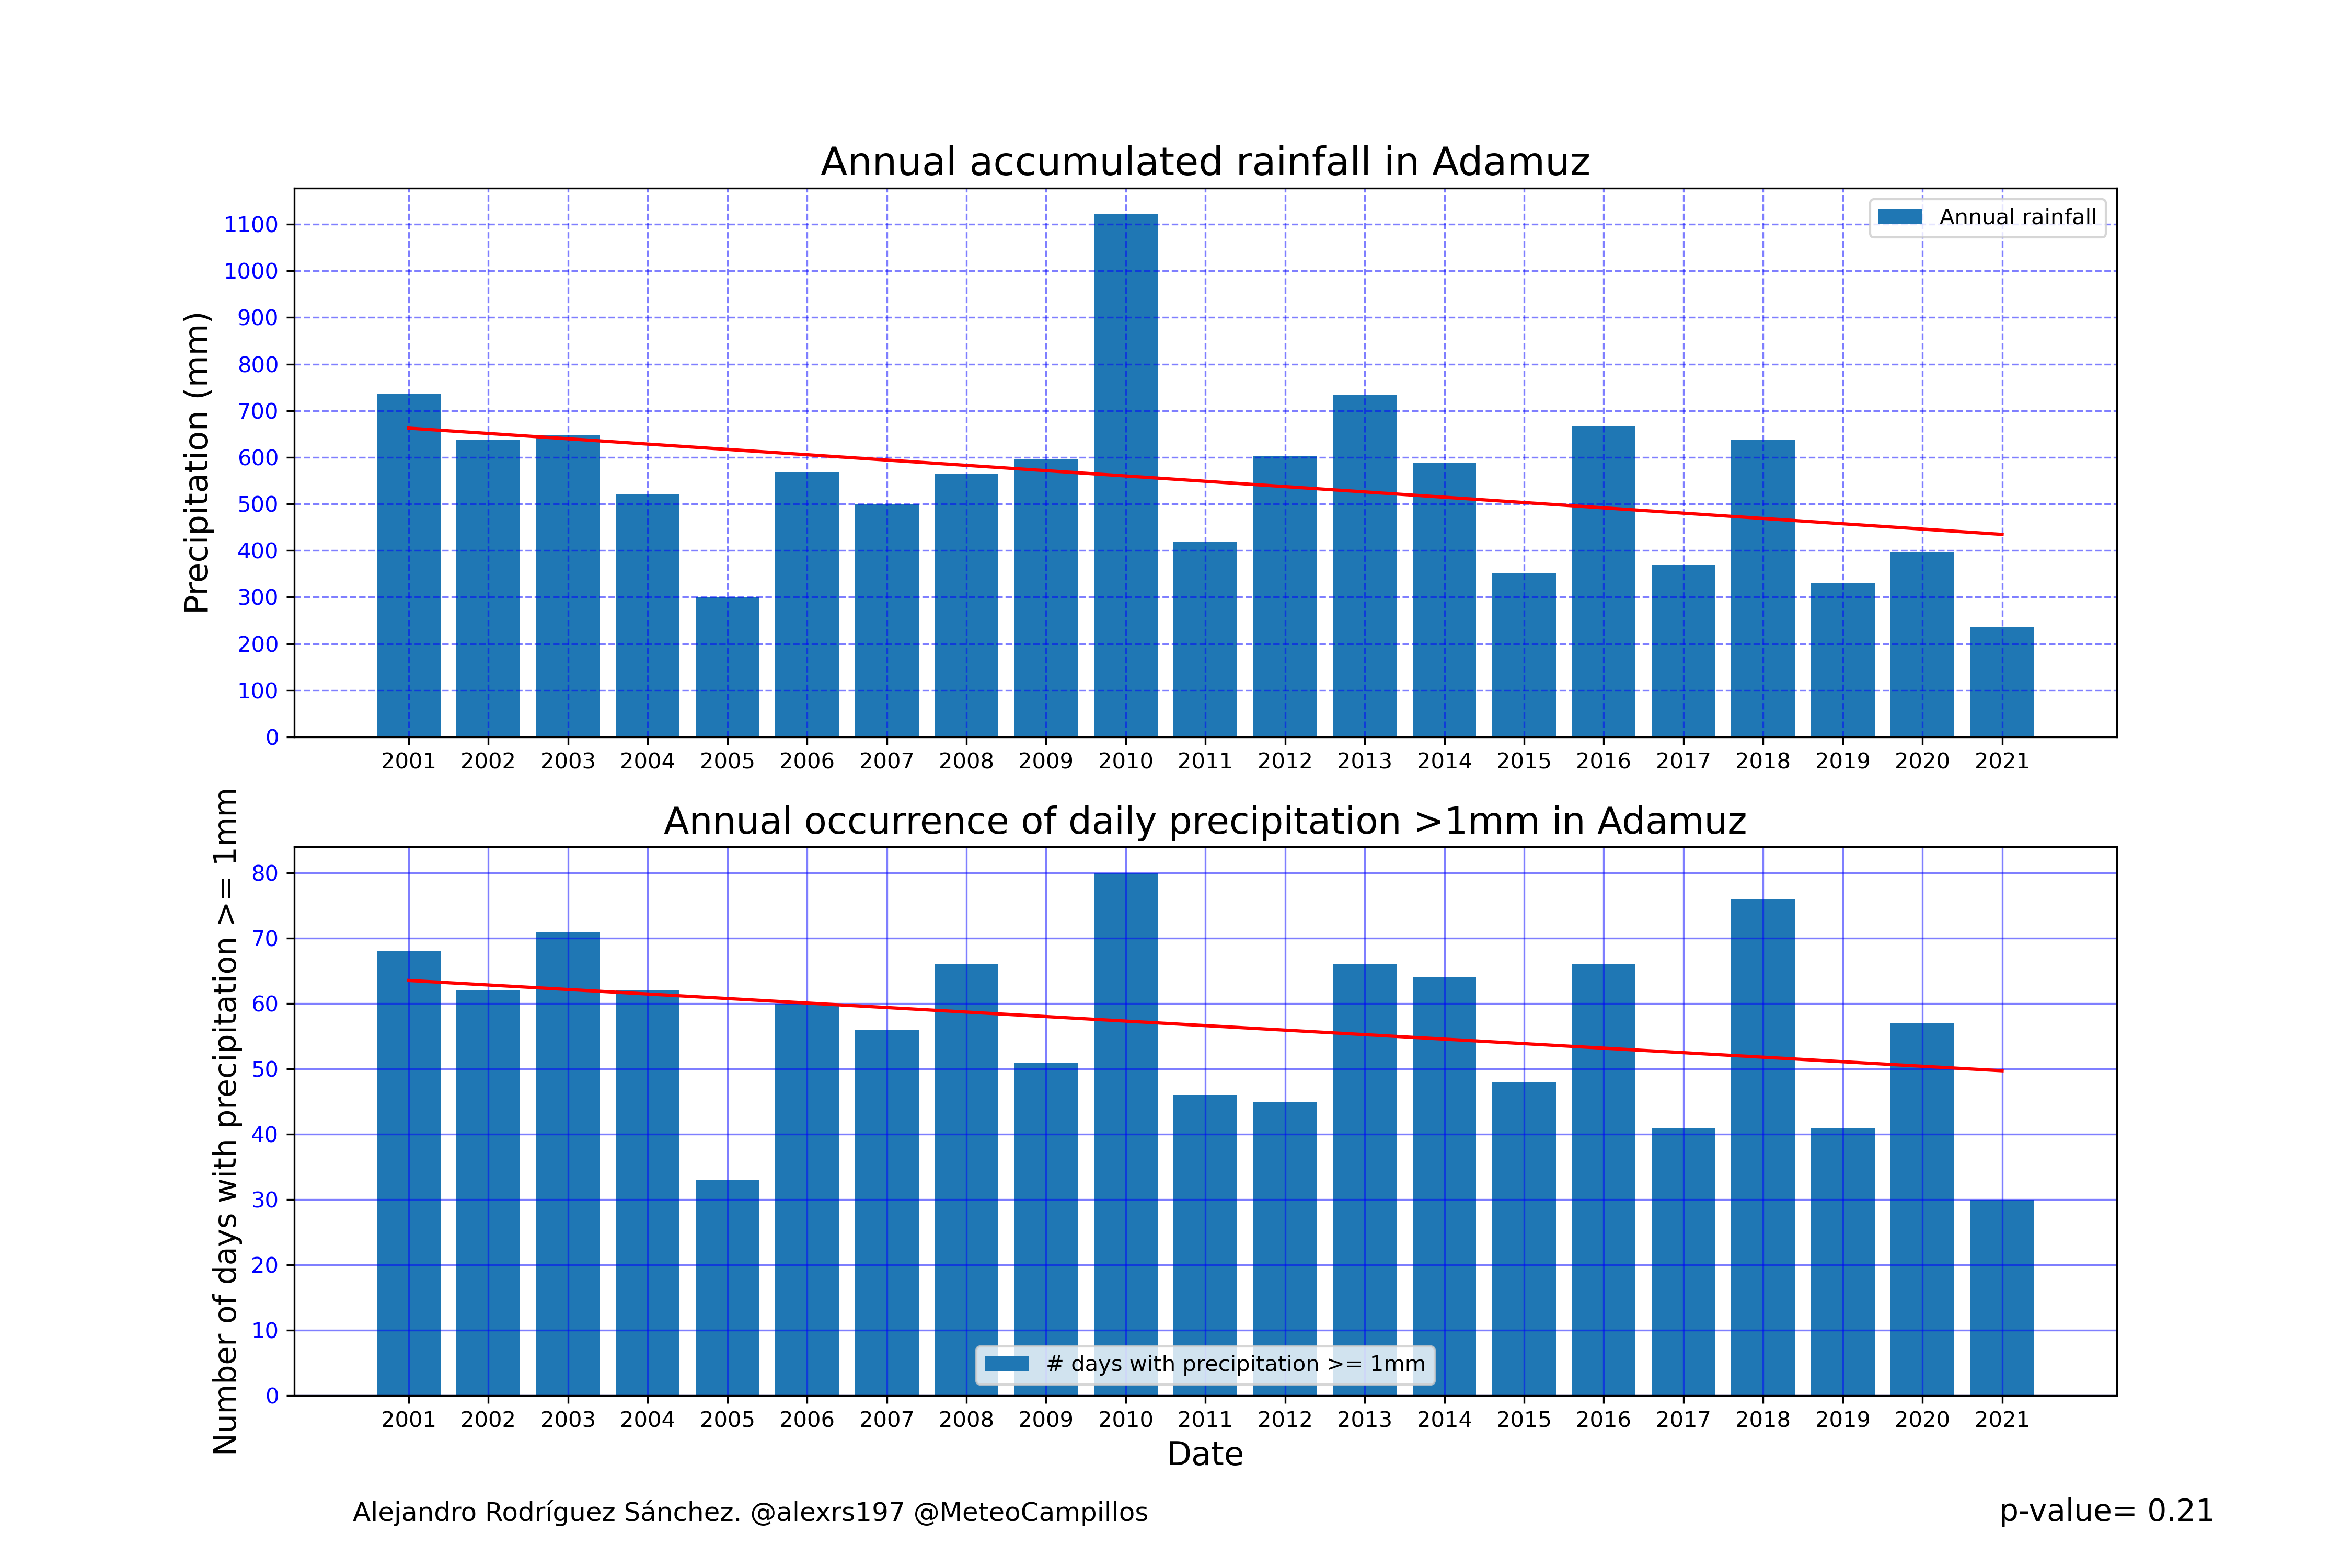 Annual accumulated rainfall in Adamuz
Precipitation (mm)
1100
1000
900
800
700
600
500
400
300
200
100
0
Annual rainfall
2001 2002 2003 2004 2005 2006 2007 2008 2009 2010 2011 2012 2013 2014 2015 2016 2017 2018 2019 2020 2021
Annual occurrence of daily precipitation >1mm in Adamuz
Number of days with precipitation >= 1mm
80
70
60
50
40
30
20
10
0
# days with precipitation >= 1mm
2001 2002 2003 2004 2005 2006 2007 2008 2009 2010 2011 2012 2013 2014 2015 2016 2017 2018 2019 2020 2021
Date
Alejandro Rodríguez Sánchez. @alexrs197 @MeteoCampillos
p-value= 0.21